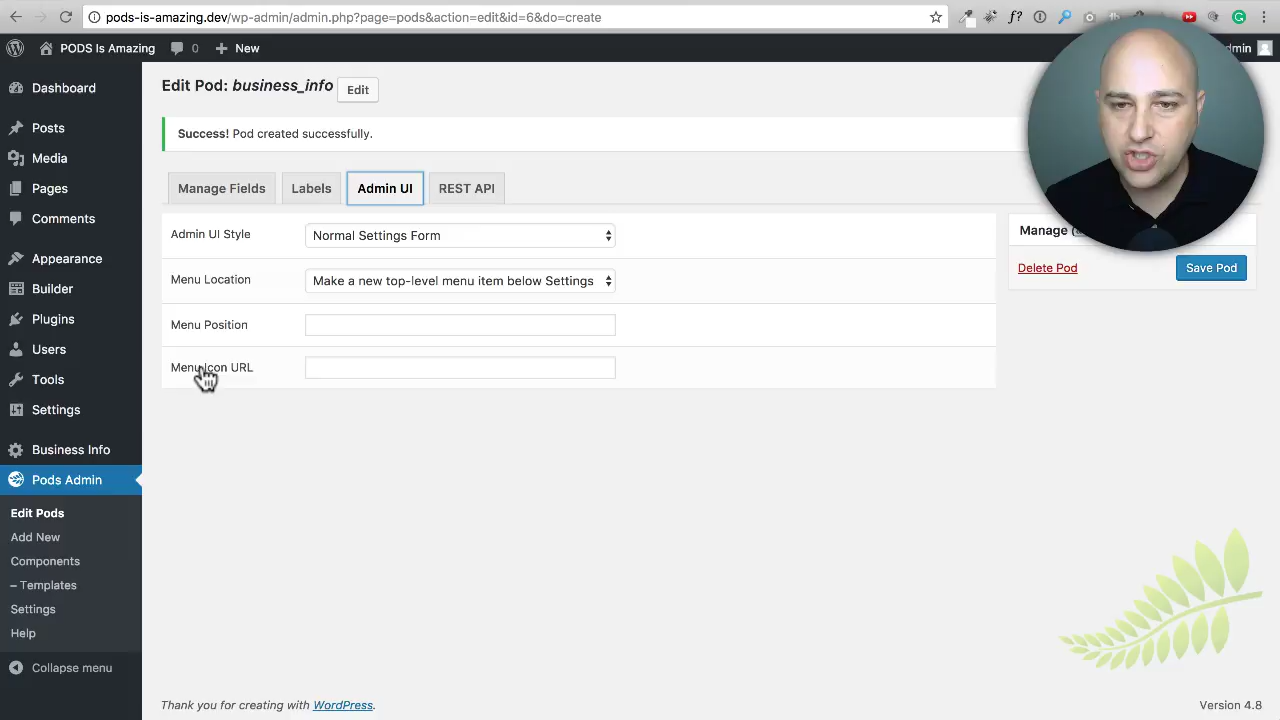 pods-is-amazing.dev/wp-admin/admin.php?page=pods&action=edit&id=6&do=create
PODS Is Amazing 0 New
dmin
Dashboard
Posts
Media
Pages
Comments
Appearance
Builder
Plugins
Users
Tools
Settings
Business Info
Pods Admin
Edit Pods
Add New
Components
– Templates
Settings
Help
Collapse menu
Edit Pod: business_info Edit
Success! Pod created successfully.
Manage Fields Labels Admin UI REST API
Admin UI Style Normal Settings Form
Menu Location Make a new top-level menu item below Settings
Menu Position
Menu Icon URL
Manage
Delete Pod Save Pod
Thank you for creating with WordPress. Version 4.8